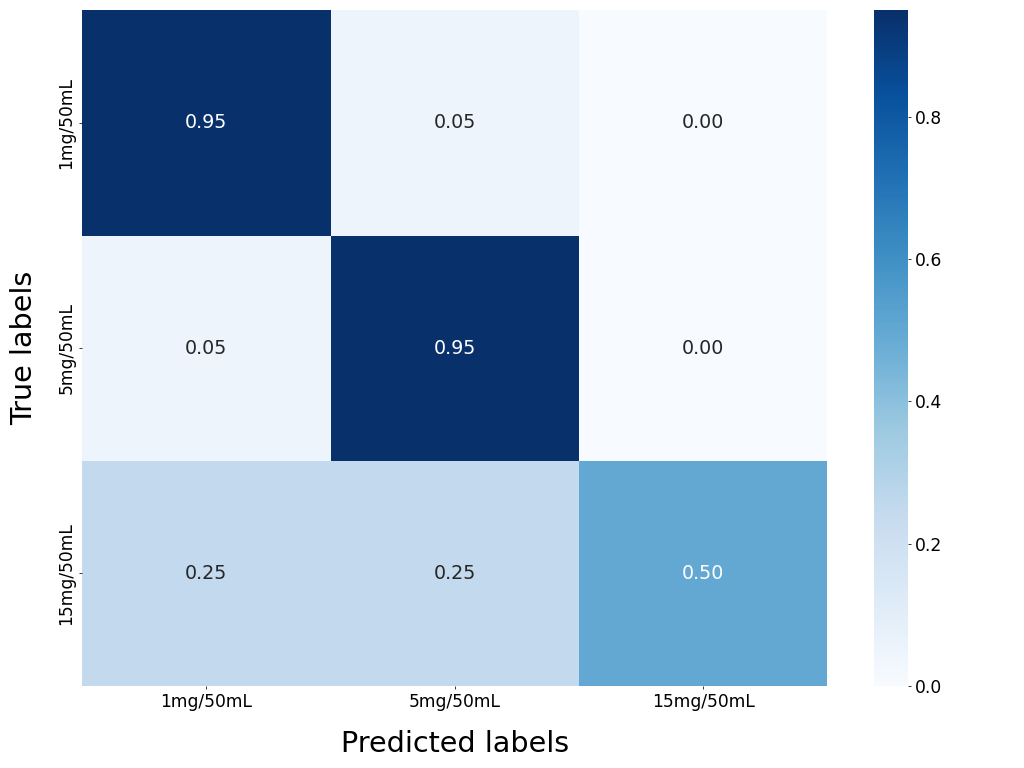 True labels
1mg/50mL
0.95 0.05 0.00
5mg/50mL
0.05 0.95 0.00
15mg/50mL
0.25 0.25 0.50
1mg/50mL 5mg/50mL 15mg/50mL
Predicted labels
0.8
0.6
0.4
0.2
0.0